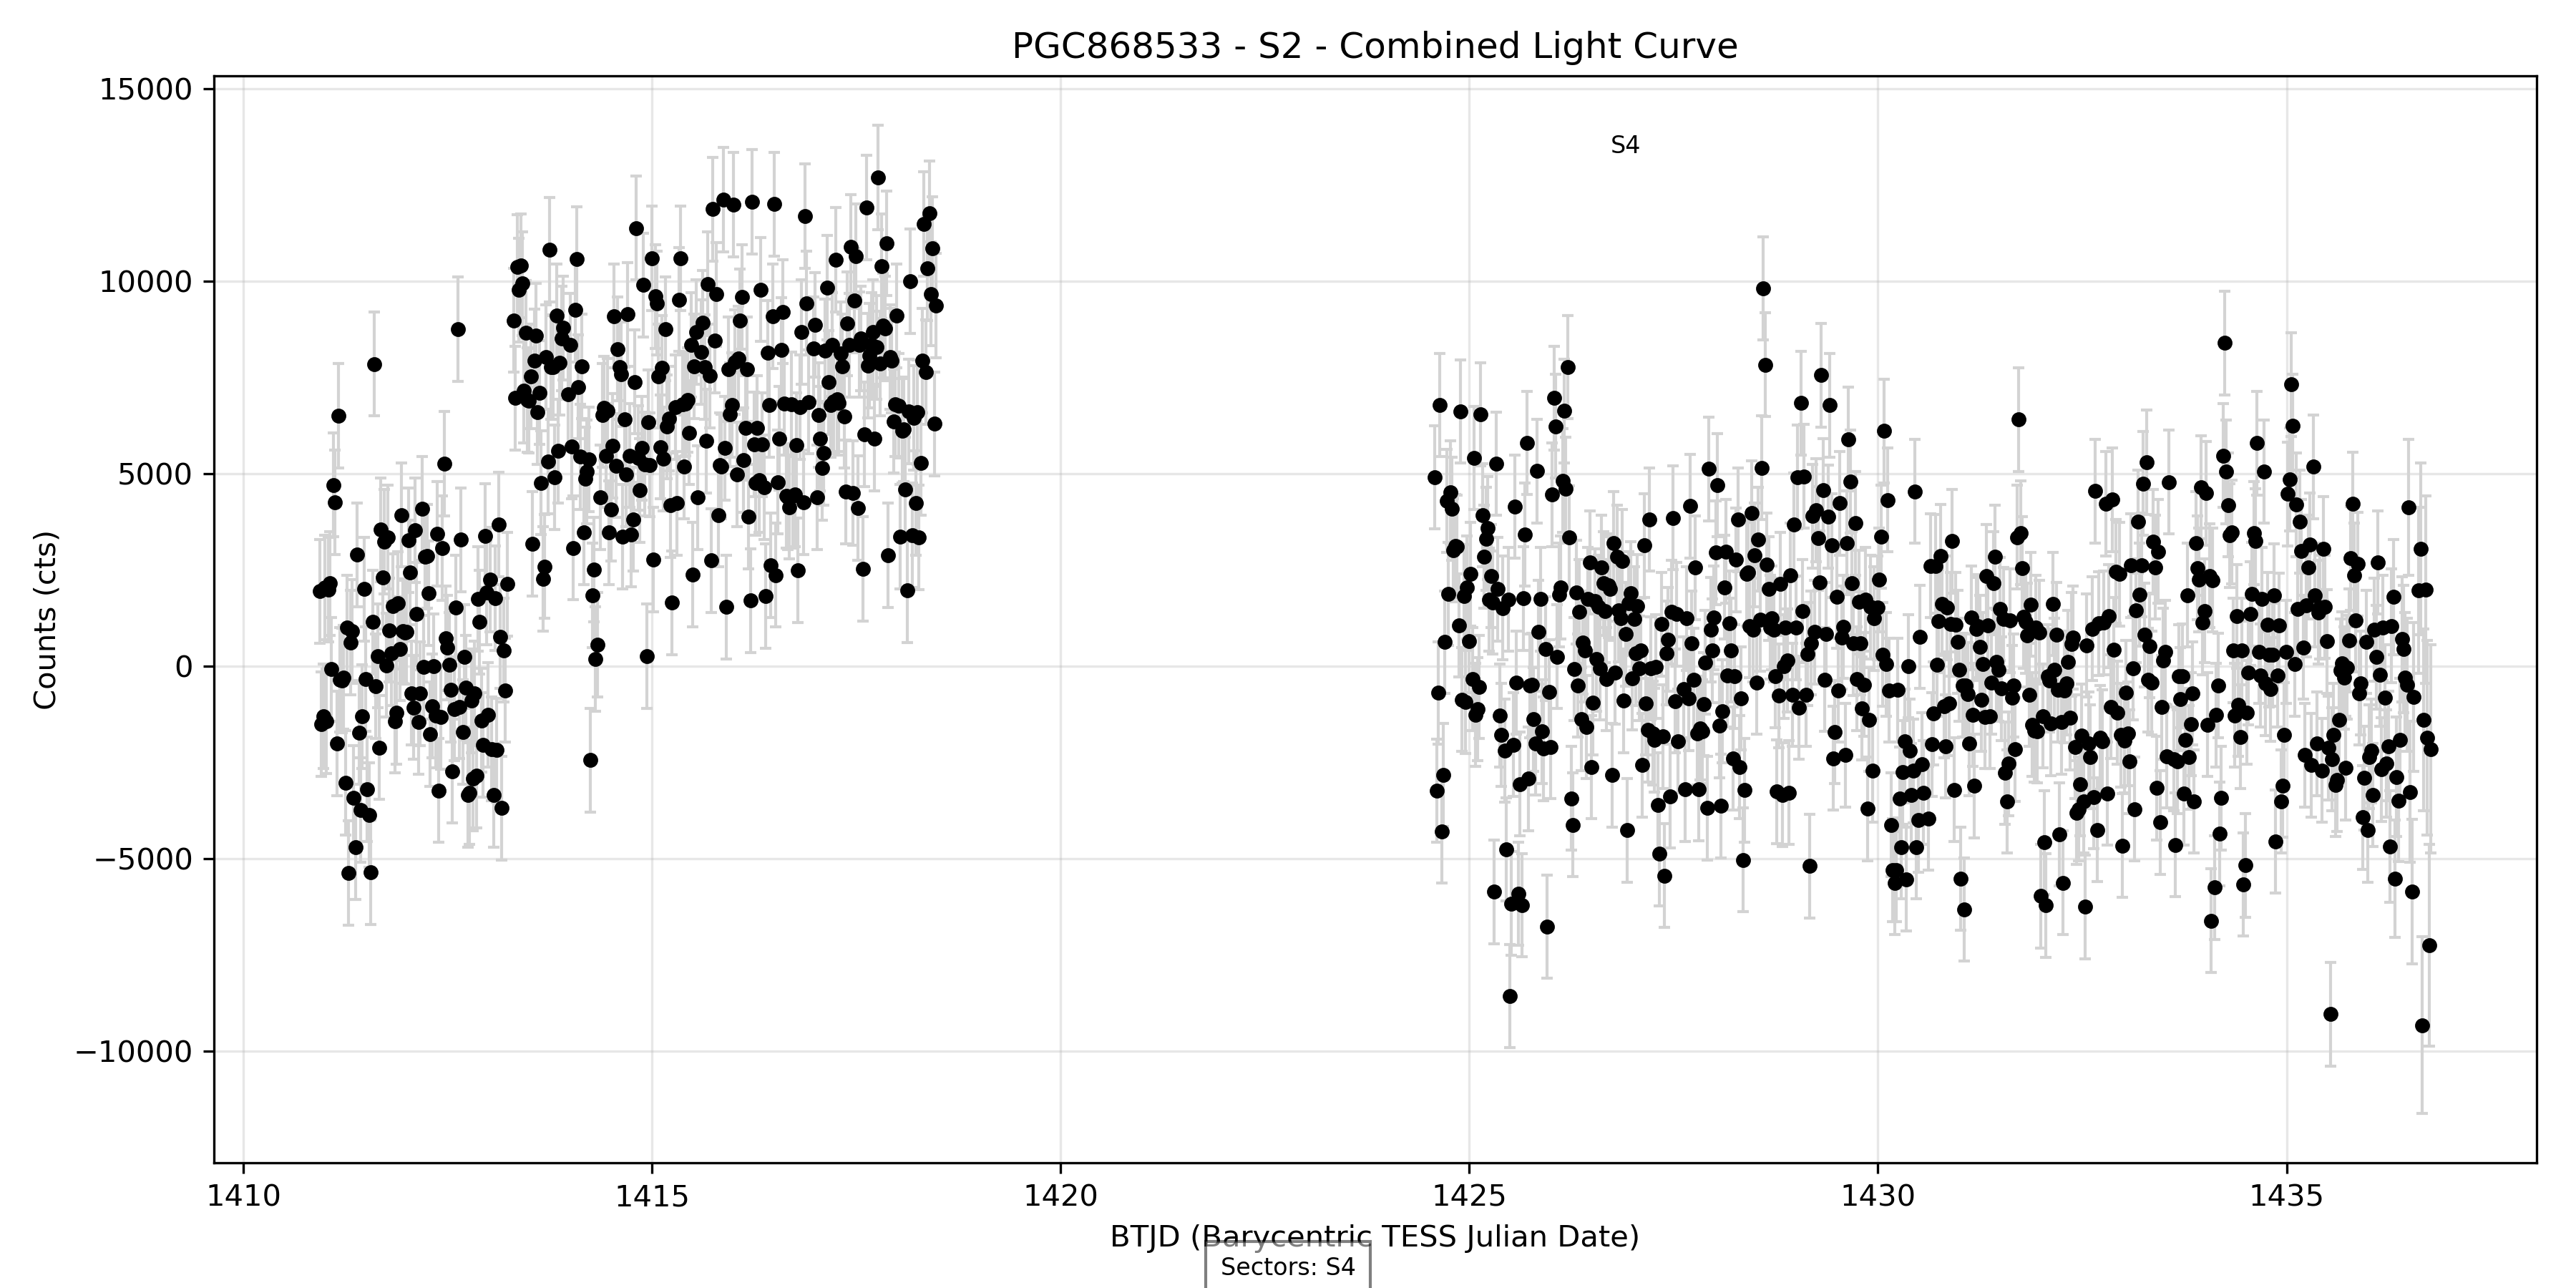 PGC868533 - S2 - Combined Light Curve
15000
S4
10000
5000
0
−5000
−10000
Counts (cts)
1410 1415 1420 1425 1430 1435
BTJD (Barycentric TESS Julian Date)
Sectors: S4